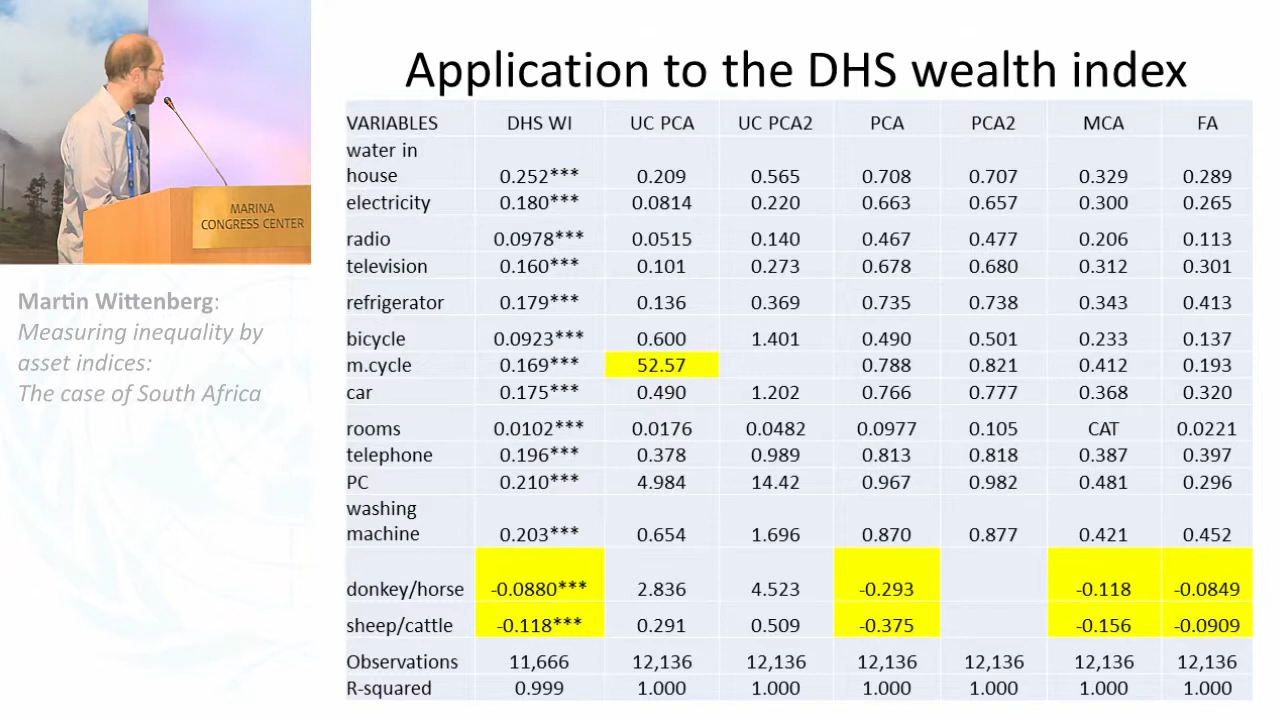 Application to the DHS wealth index
MARINA
CONGRESS CENTER
Martin Wittenberg:
Measuring inequality by
asset indices:
The case of South Africa
VARIABLES DHS WI UC PCA UC PCA2 PCA PCA2 MCA FA
water in
house 0.252*** 0.209 0.565 0.708 0.707 0.329 0.289
electricity 0.180*** 0.0814 0.220 0.663 0.657 0.300 0.265
radio 0.0978*** 0.0515 0.140 0.467 0.477 0.206 0.113
television 0.160*** 0.101 0.273 0.678 0.680 0.312 0.301
refrigerator 0.179*** 0.136 0.369 0.735 0.738 0.343 0.413
bicycle 0.0923*** 0.600 1.401 0.490 0.501 0.233 0.137
m.cycle 0.169*** 52.57 0.788 0.821 0.412 0.193
car 0.175*** 0.490 1.202 0.766 0.777 0.368 0.320
rooms 0.0102*** 0.0176 0.0482 0.0977 0.105 CAT 0.0221
telephone 0.196*** 0.378 0.989 0.813 0.818 0.387 0.397
PC 0.210*** 4.984 14.42 0.967 0.982 0.481 0.296
washing
machine 0.203*** 0.654 1.696 0.870 0.877 0.421 0.452
donkey/horse -0.0880*** 2.836 4.523 -0.293 -0.118 -0.0849
sheep/cattle -0.118*** 0.291 0.509 -0.375 -0.156 -0.0909
Observations 11,666 12,136 12,136 12,136 12,136 12,136 12,136
R-squared 0.999 1.000 1.000 1.000 1.000 1.000 1.000